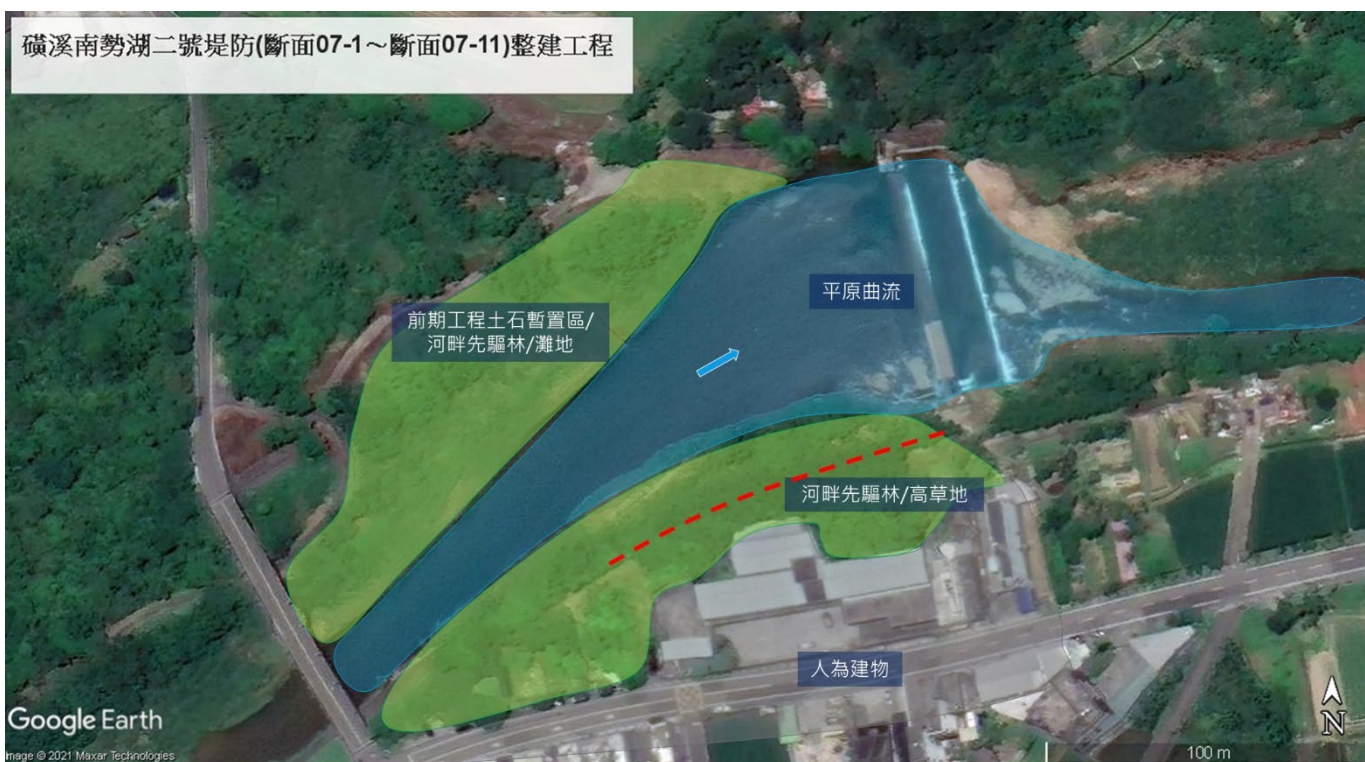 磺溪南勢湖二號堤防(斷面07-1～斷面07-11)整建工程
平原曲流
前期工程土石暫置區/
河畔先驅林/灘地
河畔先驅林/高草地
人為建物
Google Earth
Image © 2021 Maxar Technologies
N
100 m